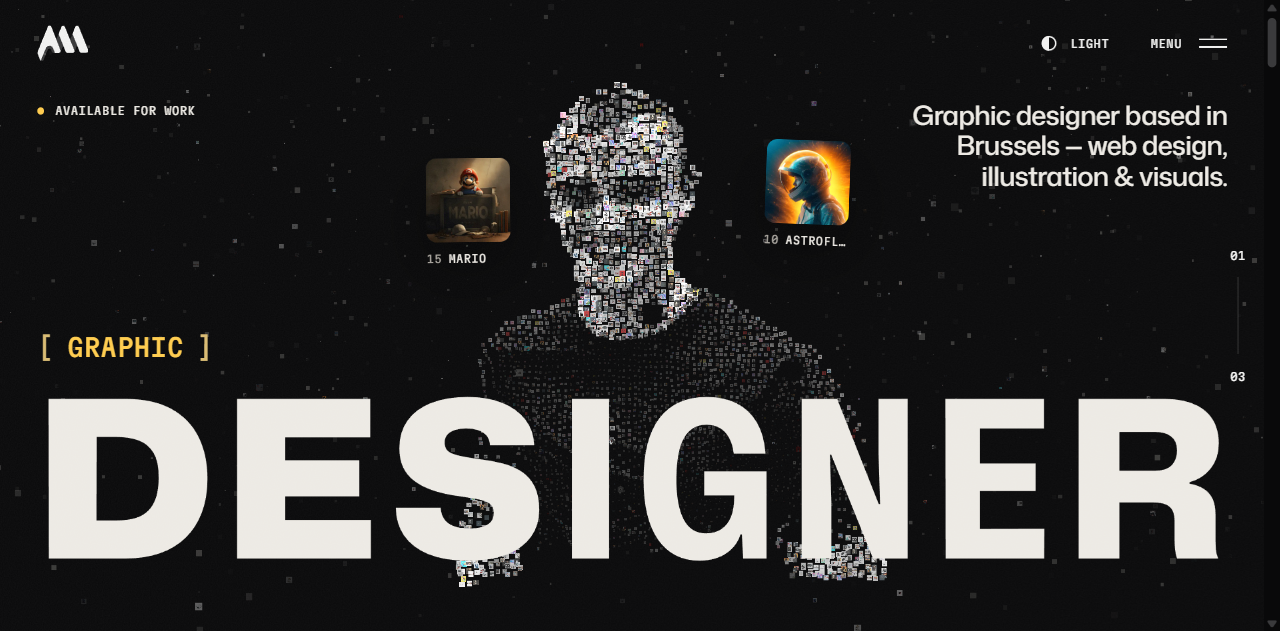 LIGHT
MENU
AVAILABLE FOR WORK
Graphic designer based in
Brussels — web design,
illustration & visuals.
MARIO
15 MARIO
10 ASTROFL…
01
[ GRAPHIC ]
03
DESIGNER